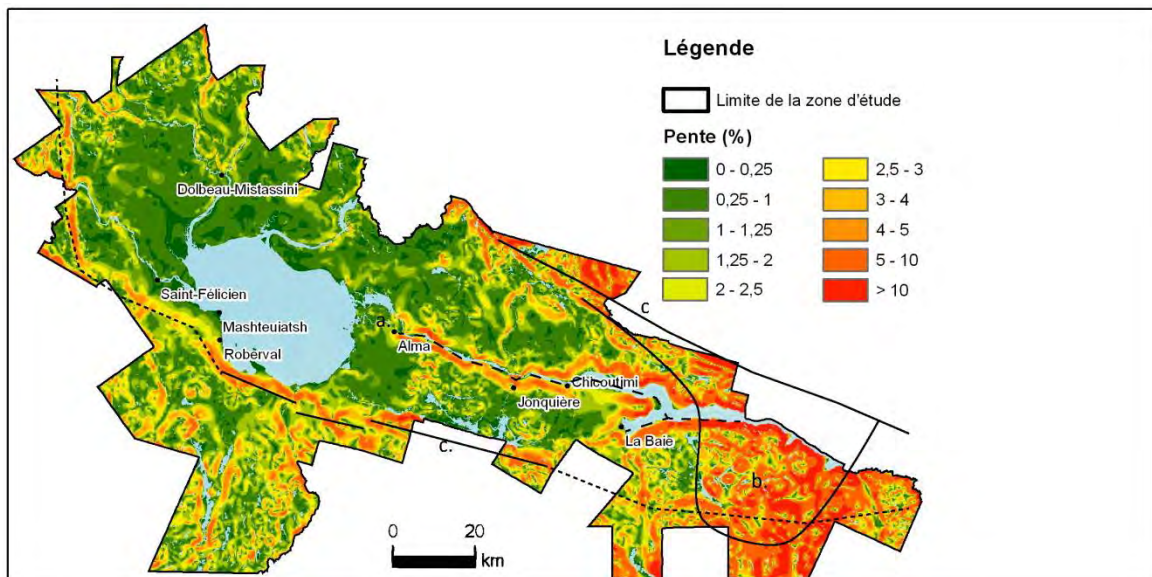 Légende
Limite de la zone d'étude
Pente (%)
0 - 0,25
0,25 - 1
1 - 1,25
1,25 - 2
2 - 2,5
2,5 - 3
3 - 4
4 - 5
5 - 10
> 10
Dolbeau-Mistassini
Saint-Félicien
Mashteuiatsh
Roberval
a.
Alma
Chicoutimi
Jonquière
La Baie
c
c.
b.
0 20
km